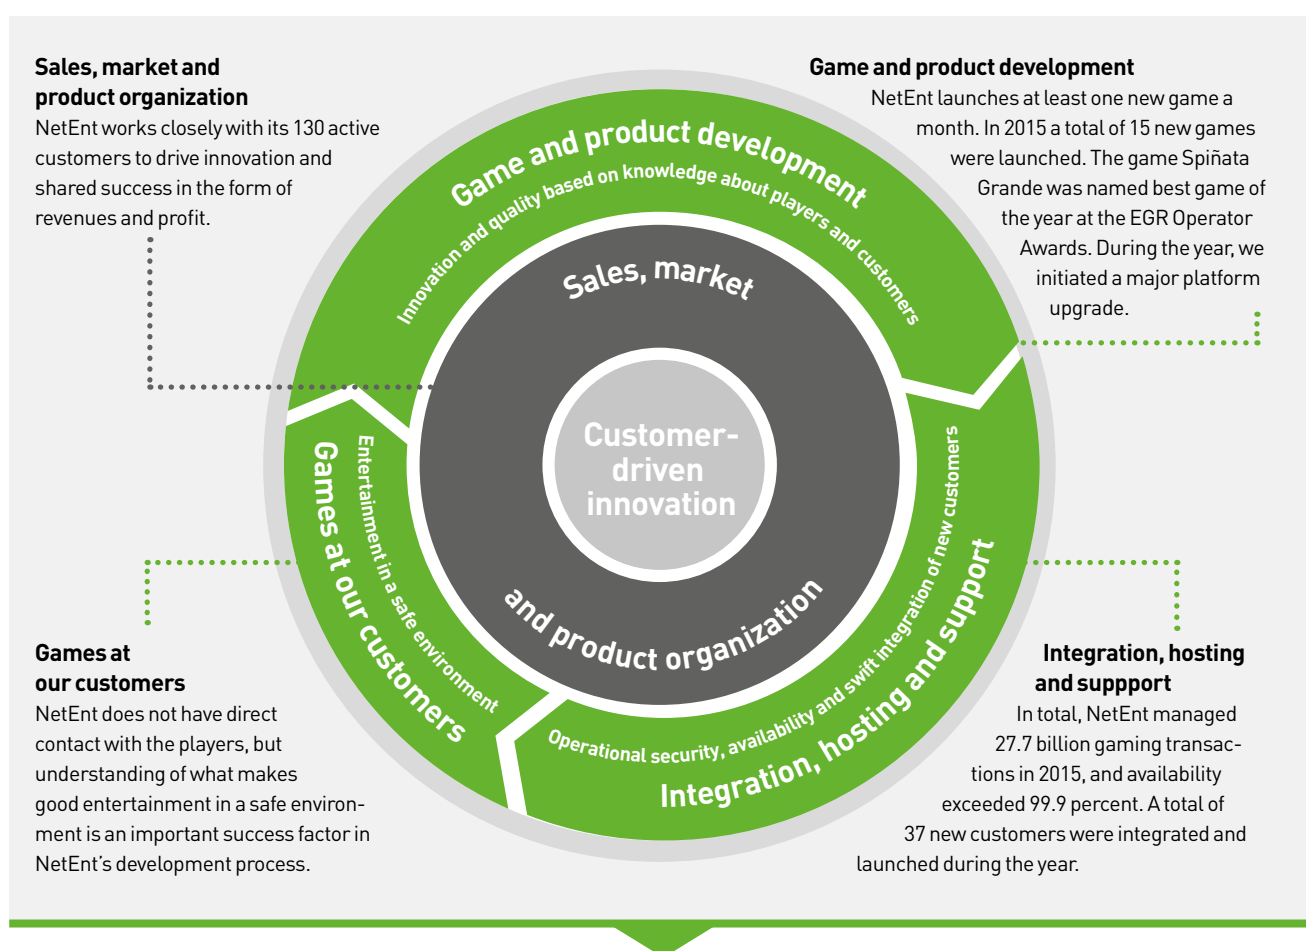 Sales, market and
product organization
NetEnt works closely with its 130 active
customers to drive innovation and
shared success in the form of
revenues and profit.
Game and product development
NetEnt launches at least one new game a
month. In 2015 a total of 15 new games
were launched. The game Spiñata
Grande was named best game of
the year at the EGR Operator
Awards. During the year, we
initiated a major platform
upgrade.
Game and product development
Innovation and quality based on knowledge about players and customers
Sales, market
and product organization
Customer-
driven
innovation
Games at our customers
Entertainment in a safe environment
Operational security, availability and swift integration of new customers
Integration, hosting and support
Games at
our customers
NetEnt does not have direct
contact with the players, but
understanding of what makes
good entertainment in a safe environ-
ment is an important success factor in
NetEnt's development process.
Integration, hosting
and suppport
In total, NetEnt managed
27.7 billion gaming transac-
tions in 2015, and availability
exceeded 99.9 percent. A total of
37 new customers were integrated and
launched during the year.